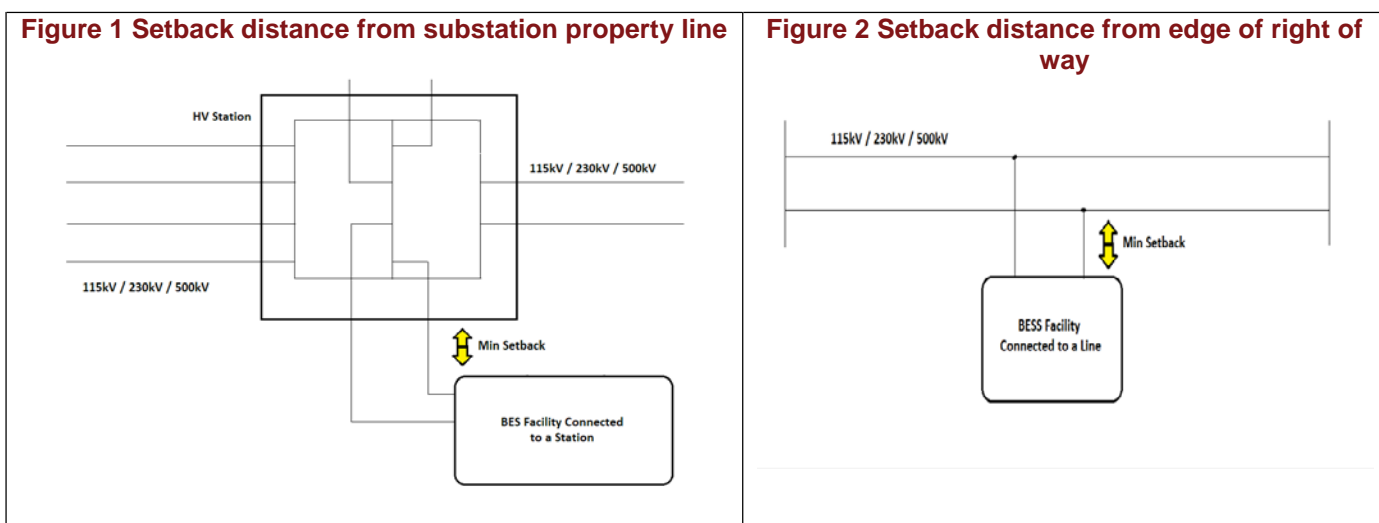 Figure 1 Setback distance from substation property line
HV Station
115kV / 230kV / 500kV
115kV / 230kV / 500kV
Min Setback
BES Facility Connected
to a Station
Figure 2 Setback distance from edge of right of
way
115kV / 230kV / 500kV
Min Setback
BESS Facility
Connected to a Line